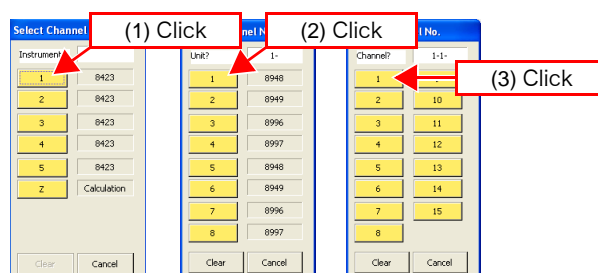 (1) Click
(2) Click
(3) Click
Select Chan
Instrument
1 8423
2 8423
3 8423
4 8423
5 8423
Z Calculation
Clear Cancel
nel N
Unit? 1-
1 8948
2 8949
3 8996
4 8997
5 8948
6 8949
7 8996
8 8997
Clear Cancel
l No.
Channel? 1-1-
1
2 10
3 11
4 12
5 13
6 14
7 15
8
Clear Cancel